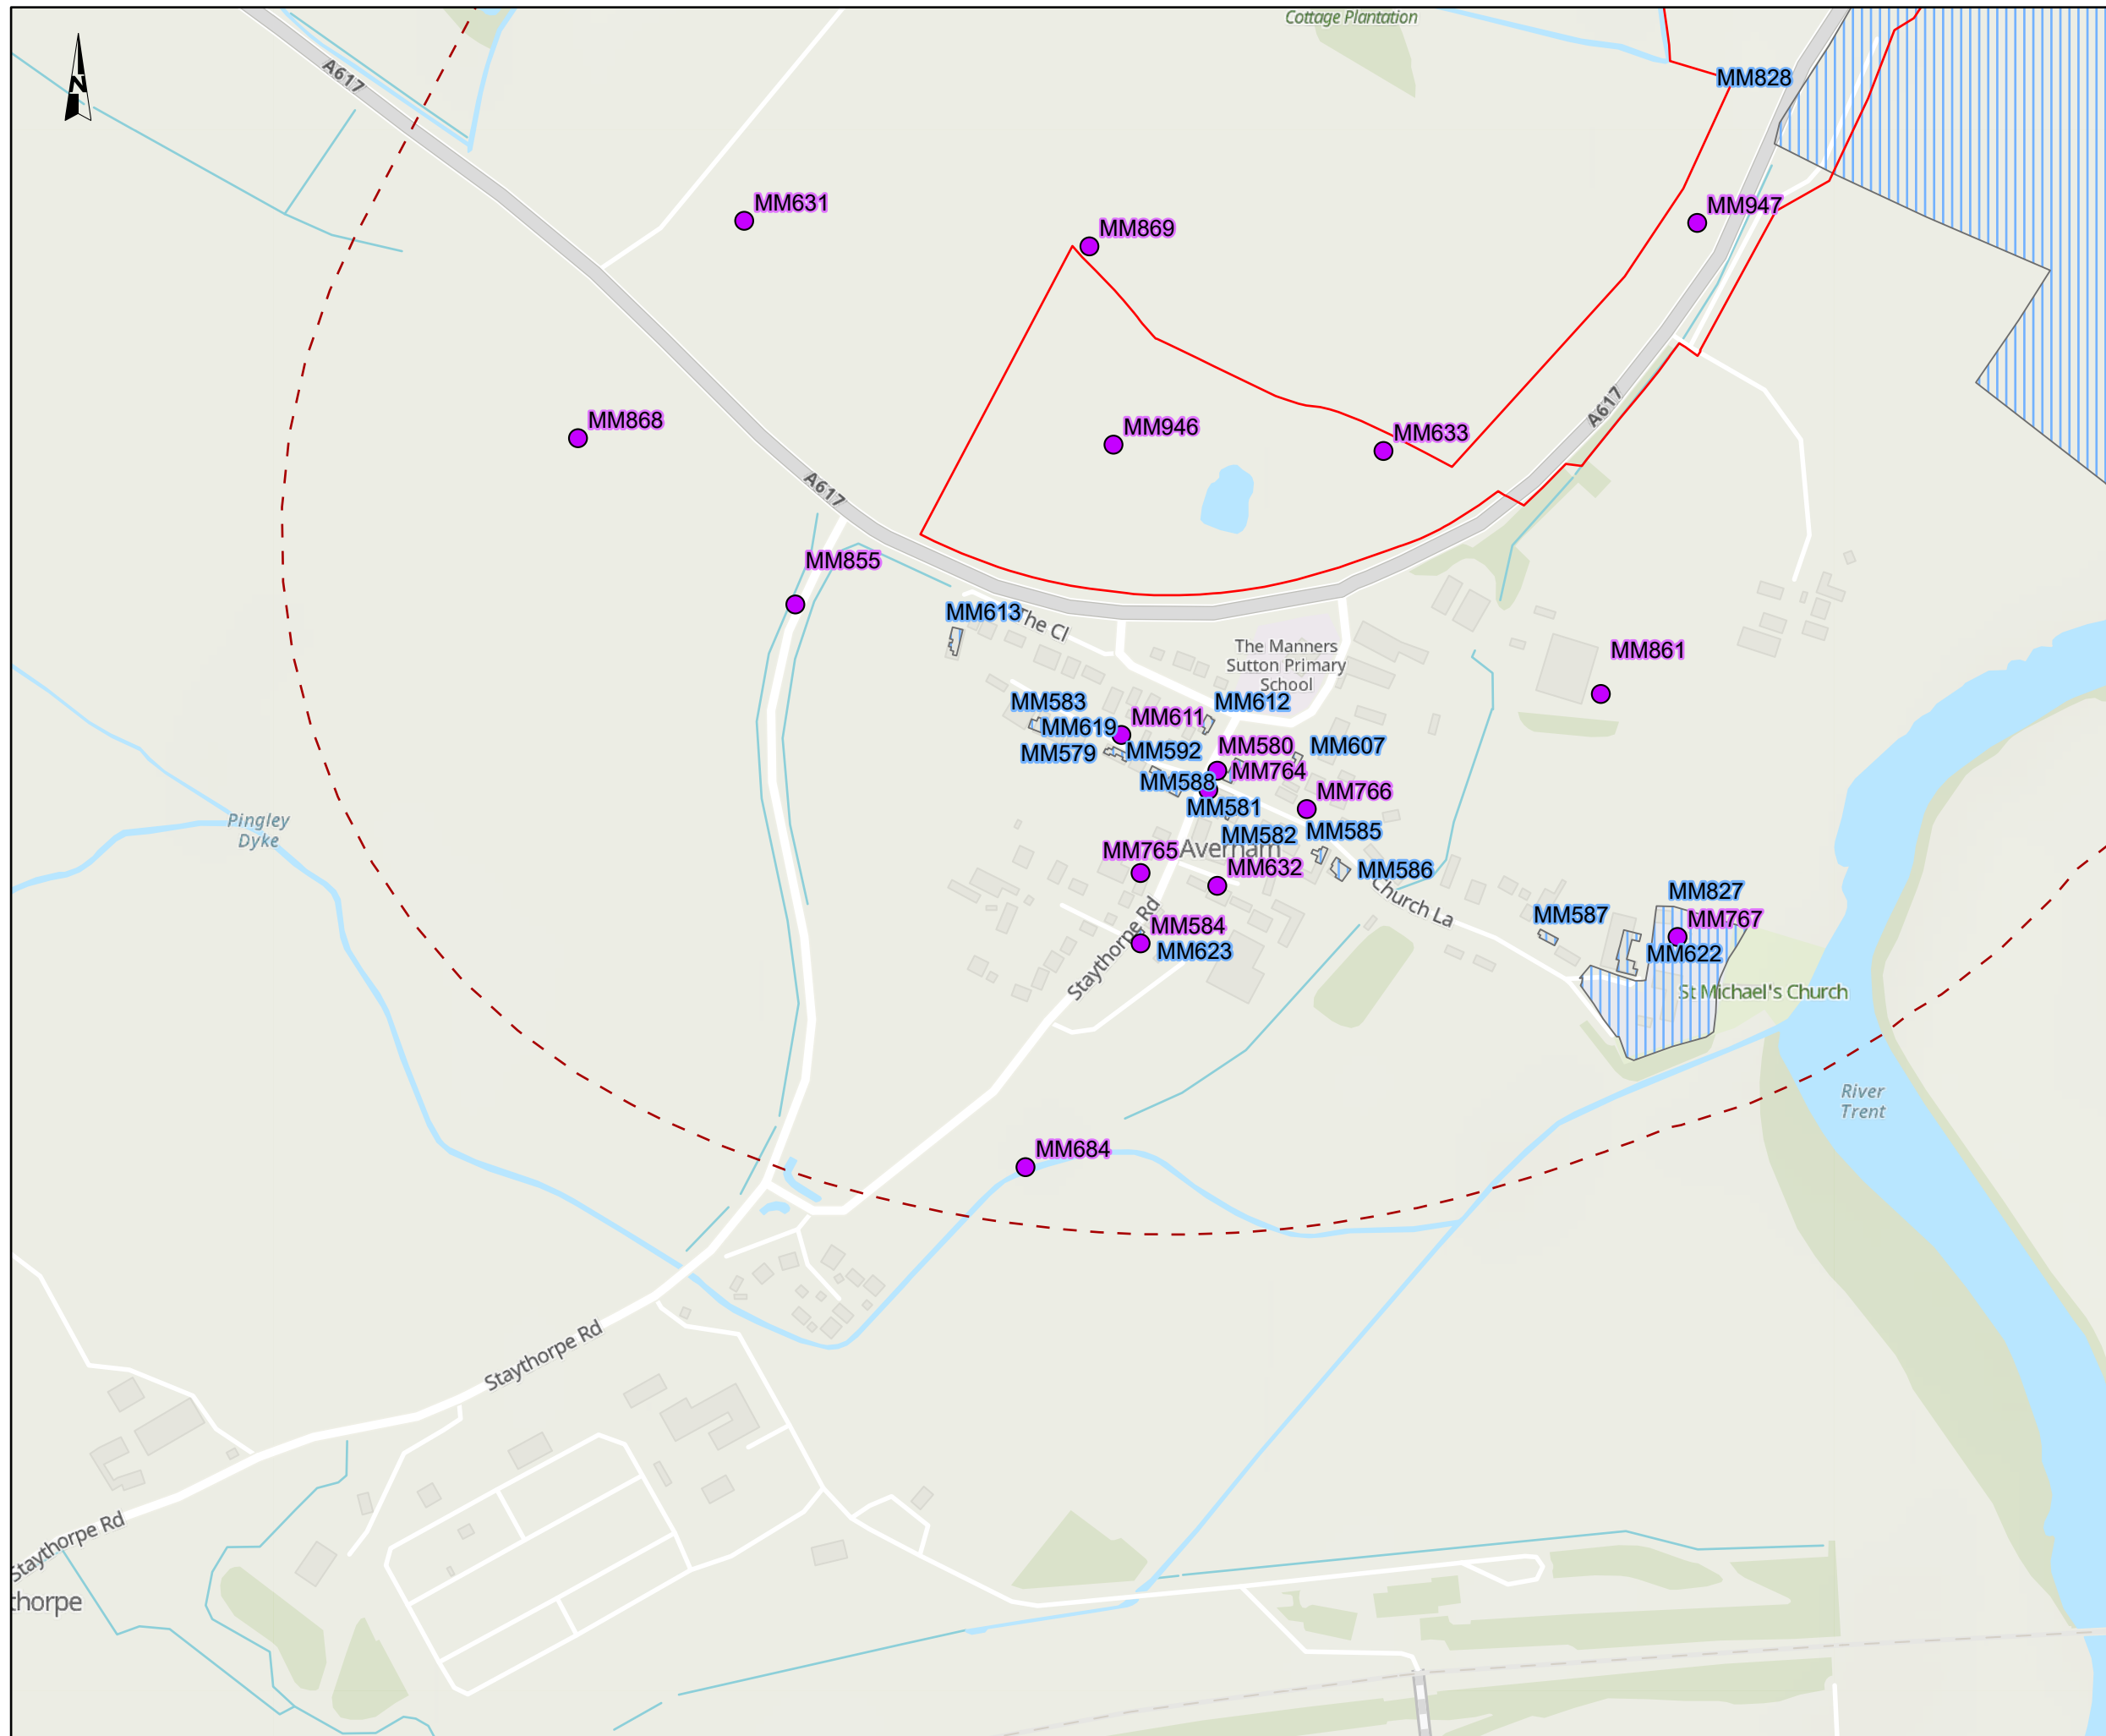 Cottage Plantation
N
A617
MM828
MM631
MM947
MM869
A617
MM868
MM946
MM633
A617
MM855
MM613
The Cl
The Manners
Sutton Primary
School
MM861
MM583
MM612
MM611
MM619
MM579
MM592
MM580
MM607
MM764
MM588
MM766
MM581
Pingley
Dyke
MM582
MM585
Averham
MM765
MM632
MM586
Church La
MM827
MM587
MM767
MM584
MM623
MM622
Staythorpe Rd
St Michael's Church
River
Trent
MM684
Staythorpe Rd
Staythorpe Rd
thorpe